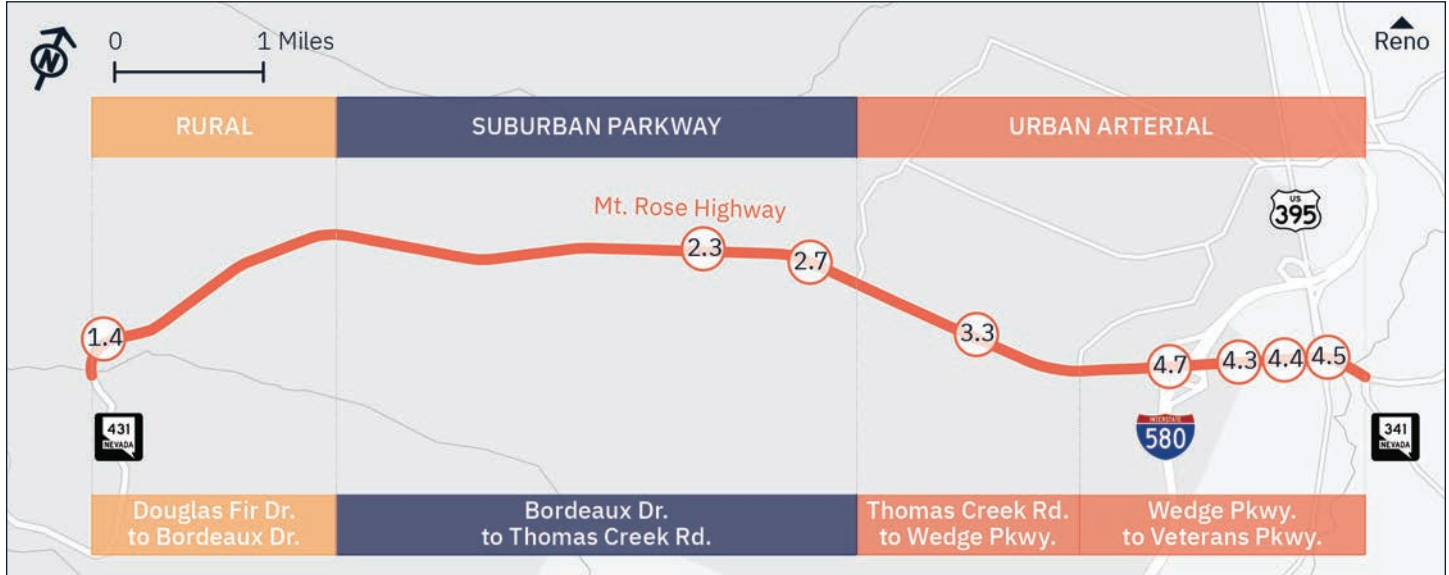 N
0
1 Miles
Reno
RURAL
SUBURBAN PARKWAY
URBAN ARTERIAL
Mt. Rose Highway
US
395
1.4
2.3
2.7
3.3
4.7
4.3
4.4
4.5
431
NEVADA
INTERSTATE
580
341
NEVADA
Douglas Fir Dr.
to Bordeaux Dr.
Bordeaux Dr.
to Thomas Creek Rd.
Thomas Creek Rd.
to Wedge Pkwy.
Wedge Pkwy.
to Veterans Pkwy.